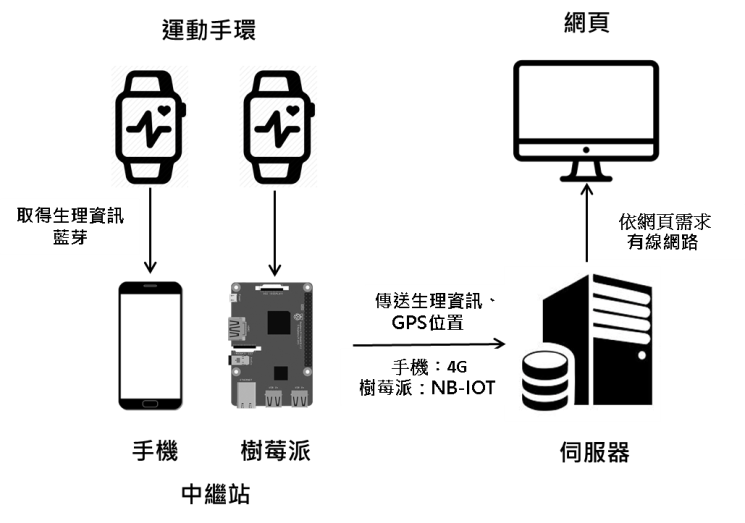 運動手環
網頁
取得生理資訊
藍芽
依網頁需求
有線網路
傳送生理資訊、
GPS位置
手機：4G
樹莓派：NB-IOT
手機
樹莓派
伺服器
中繼站